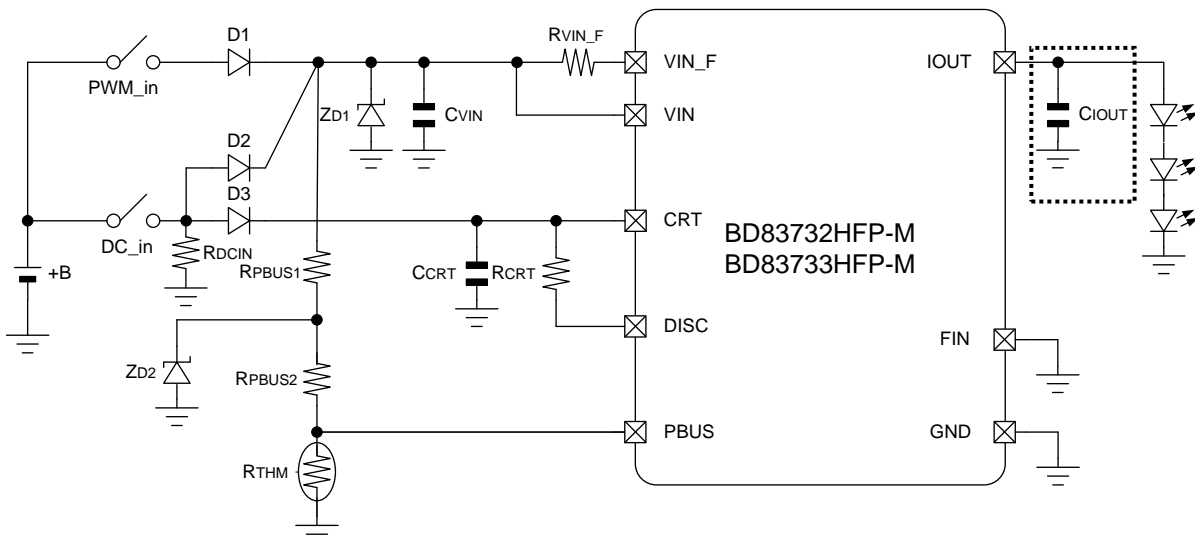 D1
PWM_in
RVIN_F
VIN_F
IOUT
ZD1
CVIN
VIN
CIOUT
D2
D3
DC_in
CRT
BD83732HFP-M
BD83733HFP-M
+B
RDCIN
RPBUS1
CCRT
RCRT
DISC
FIN
ZD2
RPBUS2
PBUS
GND
RTHM